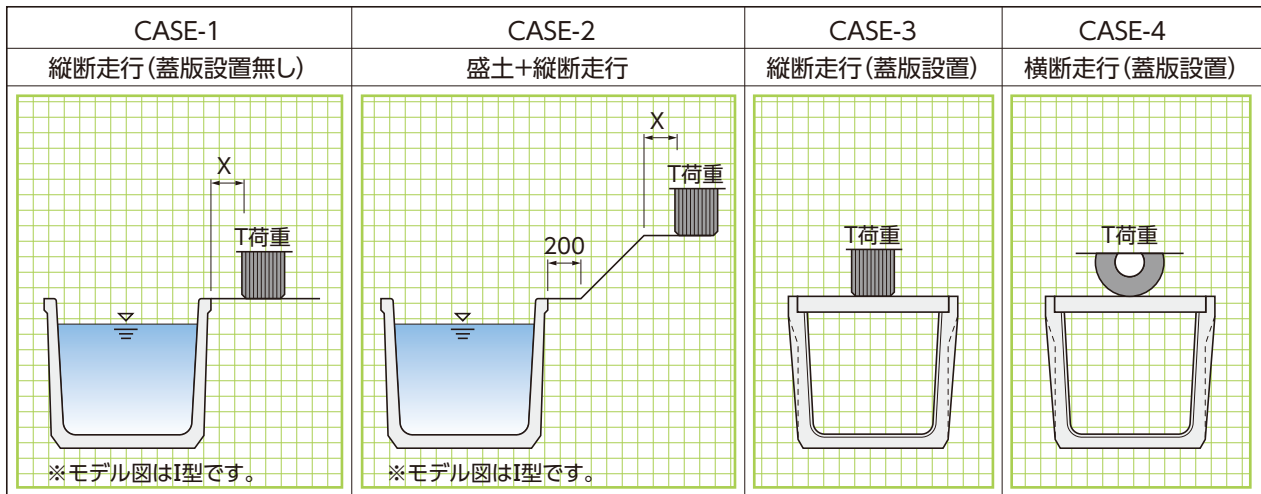 CASE-1
CASE-2
CASE-3
CASE-4
縦断走行(蓋版設置無し)
盛土+縦断走行
縦断走行(蓋版設置)
横断走行(蓋版設置)
X
T荷重
※モデル図はI型です。
X
T荷重
200
※モデル図はI型です。
T荷重
T荷重